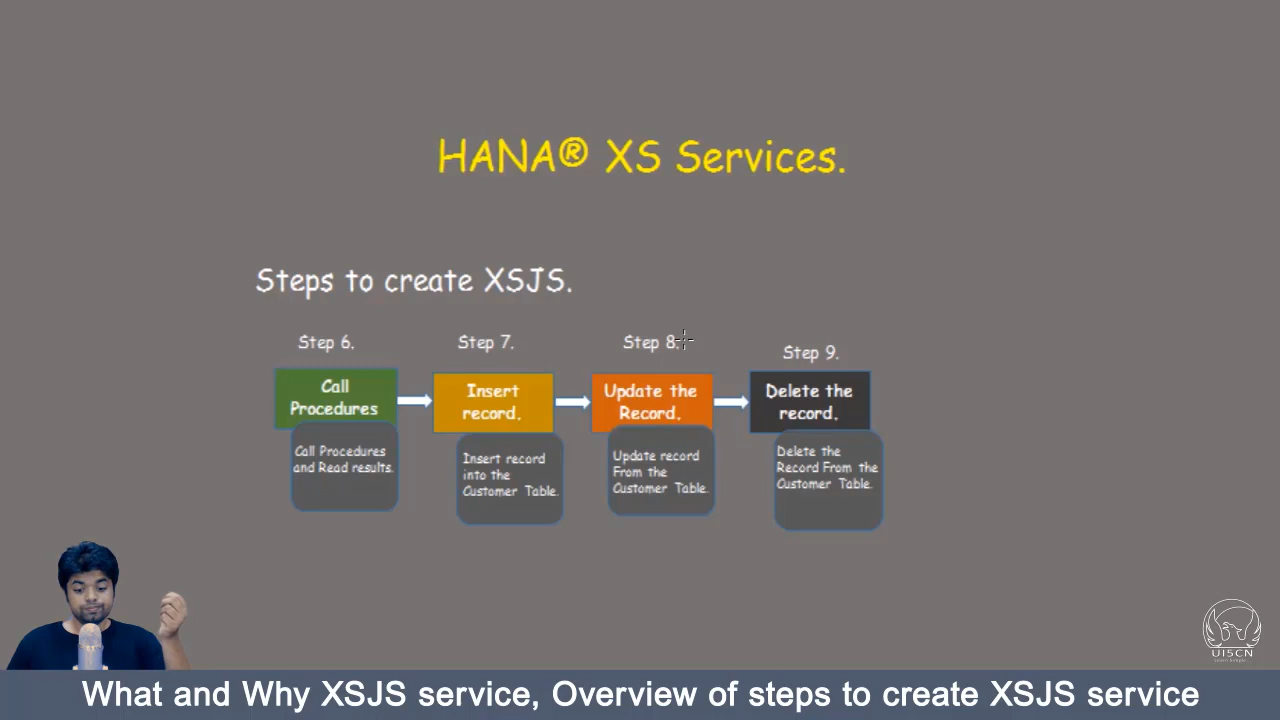 HANA® XS Services.
Steps to create XSJS.
Step 6.
Step 7.
Step 8.
Step 9.
Call
Procedures
Insert
record.
Update the
Record.
Delete the
record.
Call Procedures
and Read results.
Insert record
into the
Customer Table.
Update record
From the
Customer Table.
Delete the
Record From the
Customer Table.
UI5CN
What and Why XSJS service, Overview of steps to create XSJS service